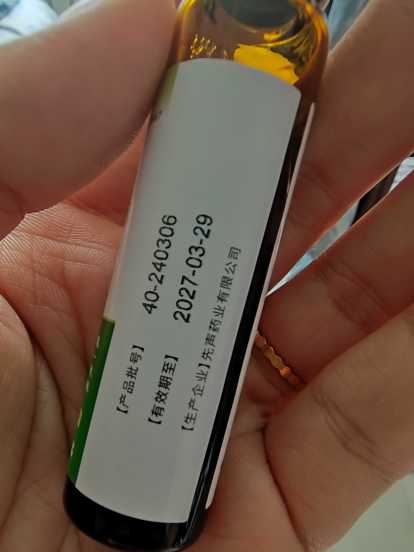 【产品批号】 40-240306
【有效期至】 2027-03-29
【生产企业】先声药业有限公司